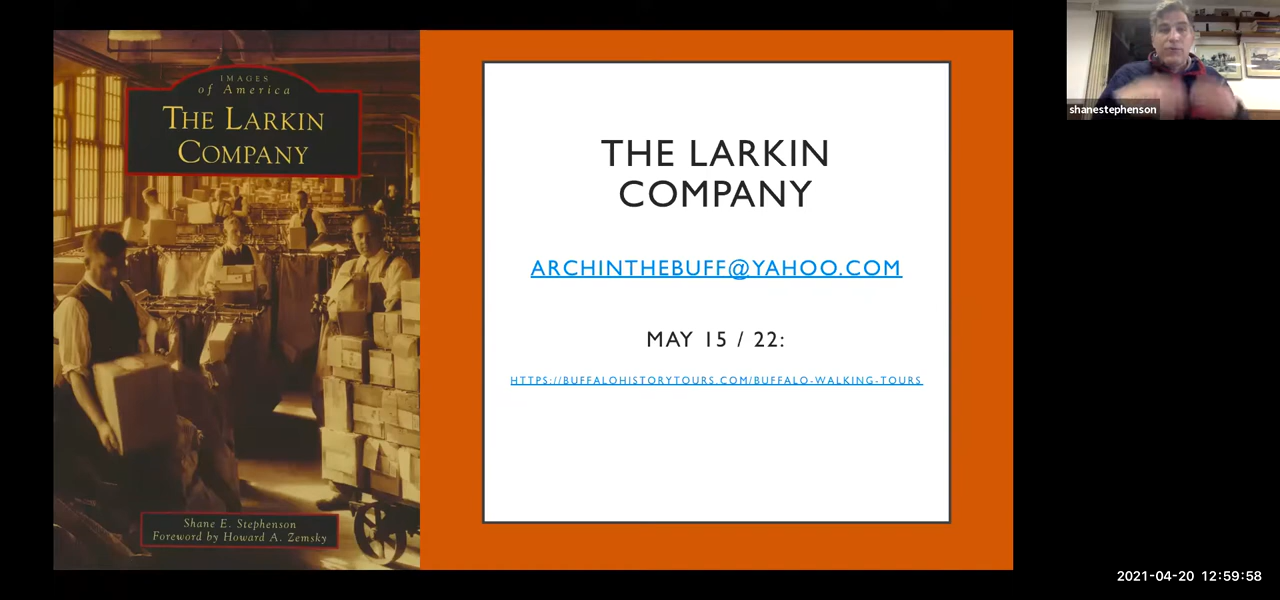 IMAGES
of America
THE LARKIN
COMPANY
Shane E. Stephenson
Foreword by Howard A. Zemsky
THE LARKIN
COMPANY
ARCHINTHEBUFF@YAHOO.COM
MAY 15 / 22:
HTTPS://BUFFALOHISTORYTOURS.COM/BUFFALO-WALKING-TOURS
shanestephenson
2021-04-20 12:59:58